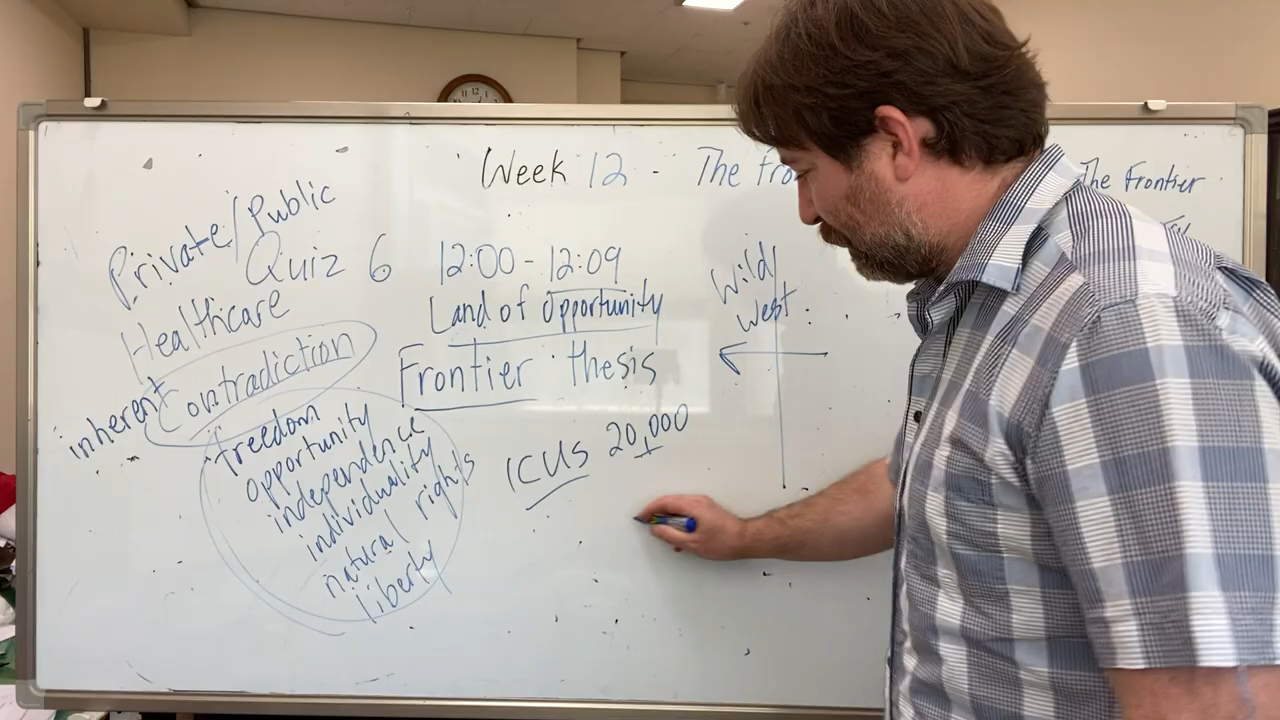 Week 12 - The Fro
The Frontier
Private/Public
Healthcare
Quiz 6
12:00 - 12:09
Land of Opportunity
Frontier thesis
Wild
West
inherent Contradiction
freedom
opportunity
independence
individuality
natural rights
liberty
ICUs 20,000
12